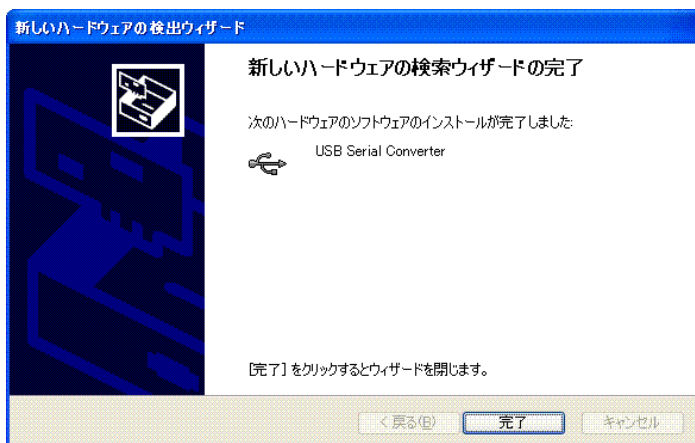 新しいハードウェアの検出ウィザード
新しいハードウェアの検索ウィザードの完了
次のハードウェアのソフトウェアのインストールが完了しました:
USB Serial Converter
[完了] をクリックするとウィザードを閉じます。
< 戻る(B)
完了
キャンセル